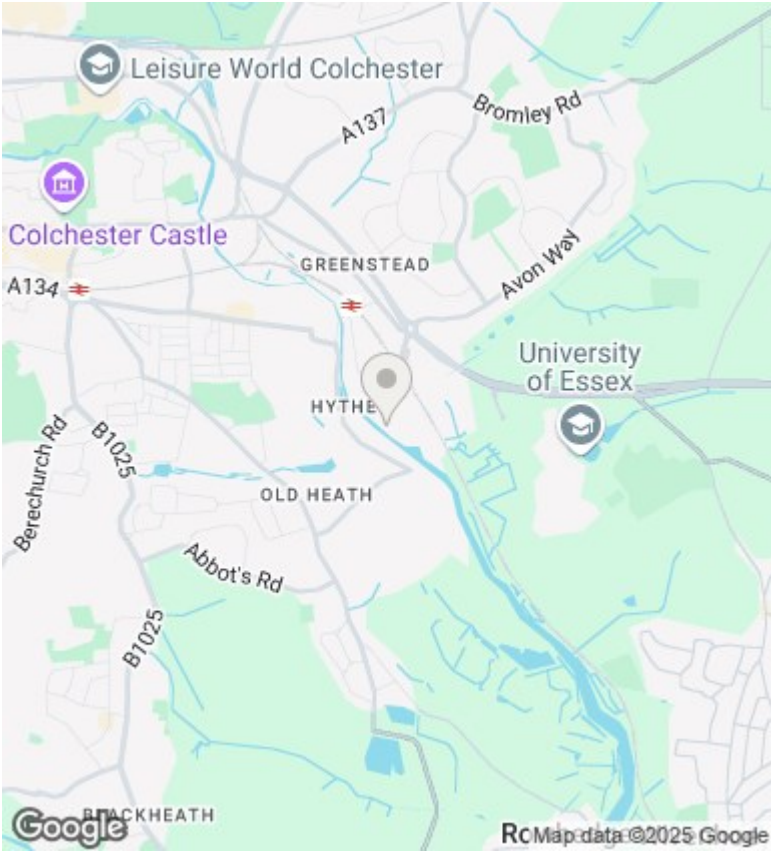 Leisure World Colchester
Bromley Rd
A137
Colchester Castle
GREENSTEAD
Avon Way
A134
University
of Essex
HYTHE
Berechurch Rd
B1025
OLD HEATH
Abbot's Rd
B1025
BLACKHEATH
Google
Map data ©2025 Google